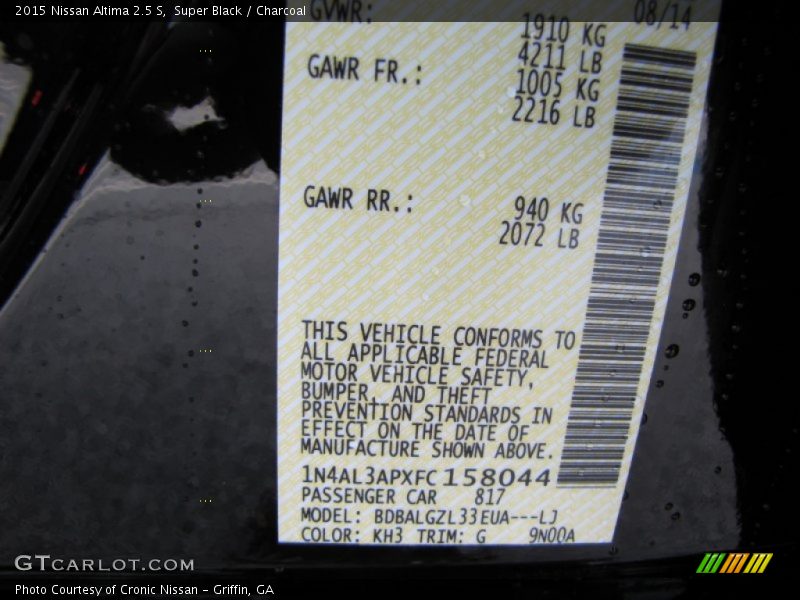 2015 Nissan Altima 2.5 S, Super Black / Charcoal
GVWR: 08/14
1910 KG
4211 LB
GAWR FR.: 1005 KG
2216 LB
GAWR RR.: 940 KG
2072 LB
THIS VEHICLE CONFORMS TO
ALL APPLICABLE FEDERAL
MOTOR VEHICLE SAFETY,
BUMPER, AND THEFT
PREVENTION STANDARDS IN
EFFECT ON THE DATE OF
MANUFACTURE SHOWN ABOVE.
1N4AL3APXFC158044
PASSENGER CAR 817
MODEL: BDBALGZL33EUA---LJ
COLOR: KH3 TRIM: G 9N00A
GTCARLOT.COM
Photo Courtesy of Cronic Nissan - Griffin, GA